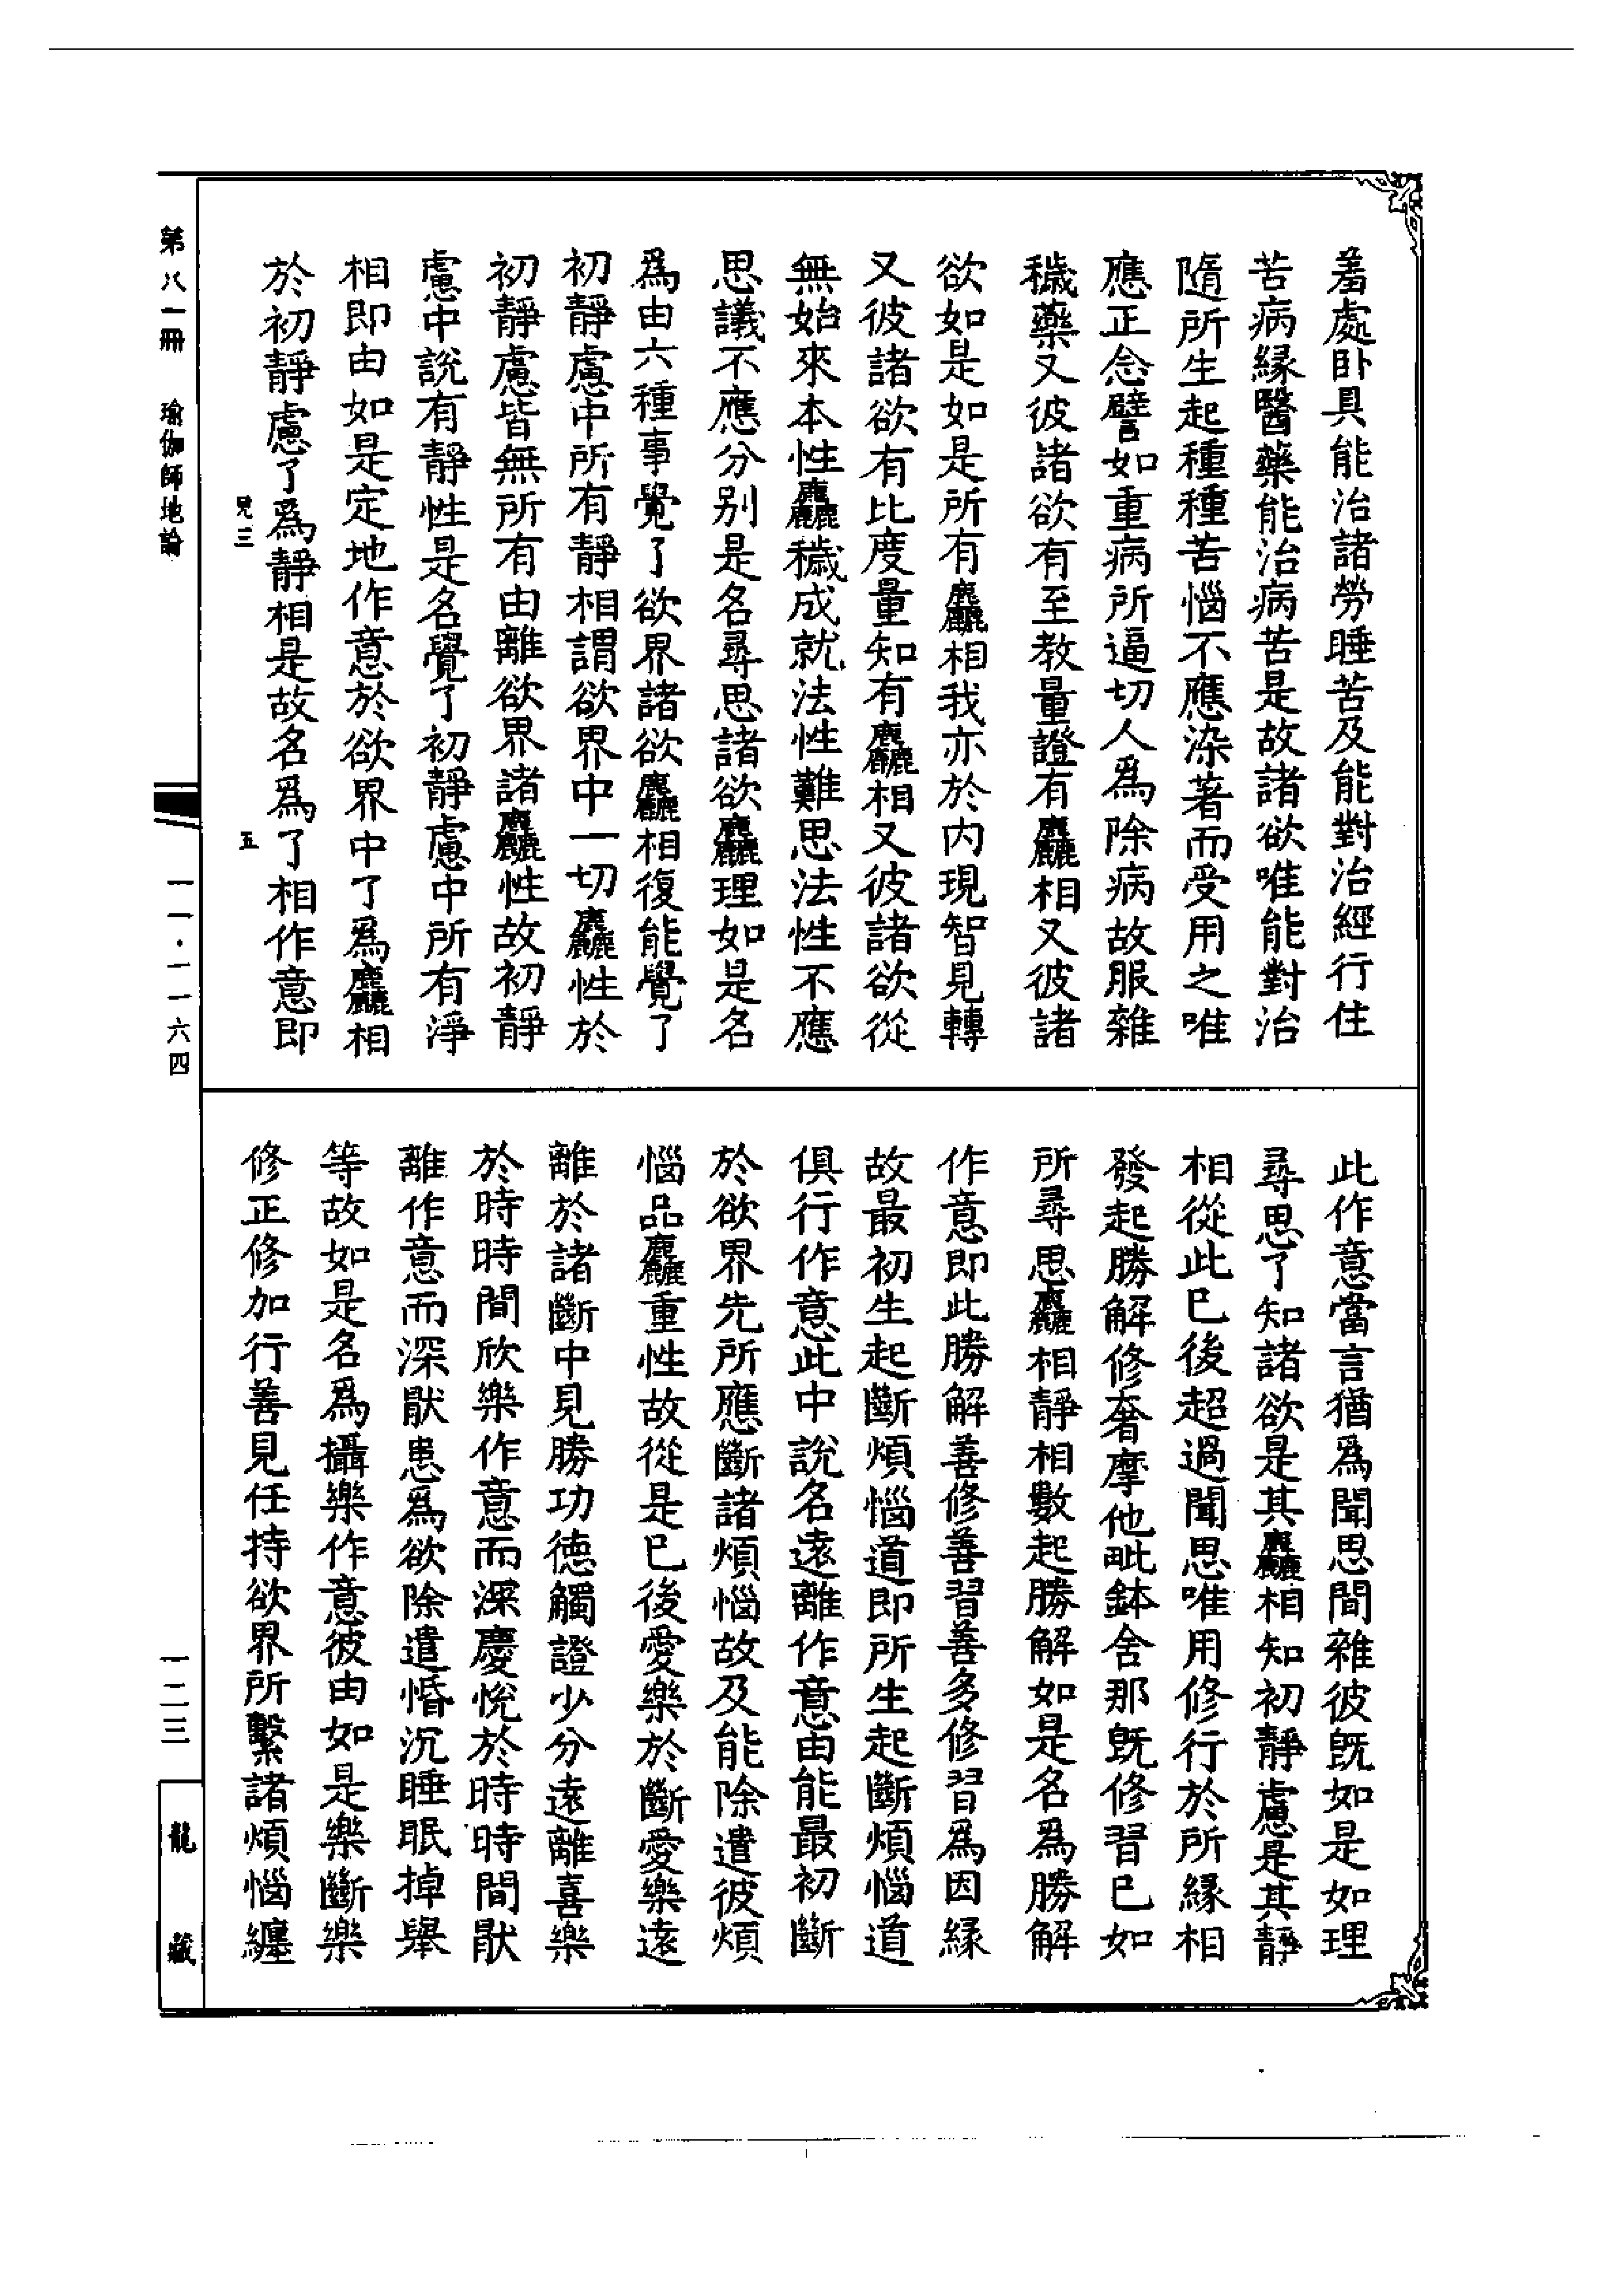 羞處卧具能治諸勞睡苦及能對治經行住
苦病緣醫藥能治病苦是故諸欲唯能對治
隨所生起種種苦惱不應染著而受用之唯
應正念譬如重病所逼切人爲除病故服雜
穢藥又彼諸欲有至教量證有麤相又彼諸
欲如是如是所有麤相我亦於内現智見轉
又彼諸欲有比度量知有麤相又彼諸欲從
無始來本性麤穢成就法性難思法性不應
思議不應分别是名尋思諸欲麤理如是名
爲由六種事覺了欲界諸欲麤相復能覺了
初靜慮中所有靜相謂欲界中一切麤性於
初靜慮皆無所有由離欲界諸麤性故初靜
慮中說有靜性是名覺了初靜慮中所有淨
相即由如是定地作意於欲界中了爲麤相
於初靜慮了爲靜相是故名爲了相作意即
此作意當言猶爲聞思間雜彼旣如是如理
尋思了知諸欲是其麤相知初靜慮是其靜
相從此已後超過聞思唯用修行於所緣相
發起勝解修奢摩他毗鉢舍那旣修習已如
所尋思麤相靜相數起勝解如是名爲勝解
作意即此勝解善修善習善多修習爲因緣
故最初生起斷煩惱道即所生起斷煩惱道
俱行作意此中說名遠離作意由能最初斷
於欲界先所應斷諸煩惱故及能除遣彼煩
惱品麤重性故從是已後愛樂於斷愛樂遠
離於諸斷中見勝功德觸證少分遠離喜樂
於時時間欣樂作意而深慶悅於時時間猒
離作意而深猒患爲欲除遣惛沉睡眠掉舉
等故如是名爲攝樂作意彼由如是樂斷樂
修正修加行善見任持欲界所繫諸煩惱纏
第八一冊 瑜伽師地論
兒三 五
一一·一一六四
一二三
龍藏